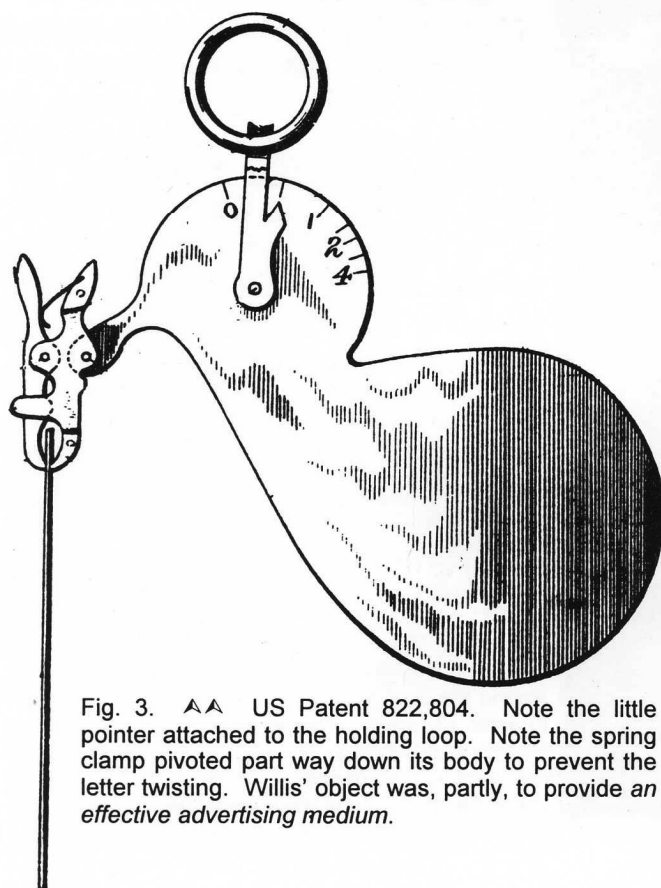 0
1
2
4
Fig. 3. ⋏⋏ US Patent 822,804. Note the little
pointer attached to the holding loop. Note the spring
clamp pivoted part way down its body to prevent the
letter twisting. Willis' object was, partly, to provide an
effective advertising medium.